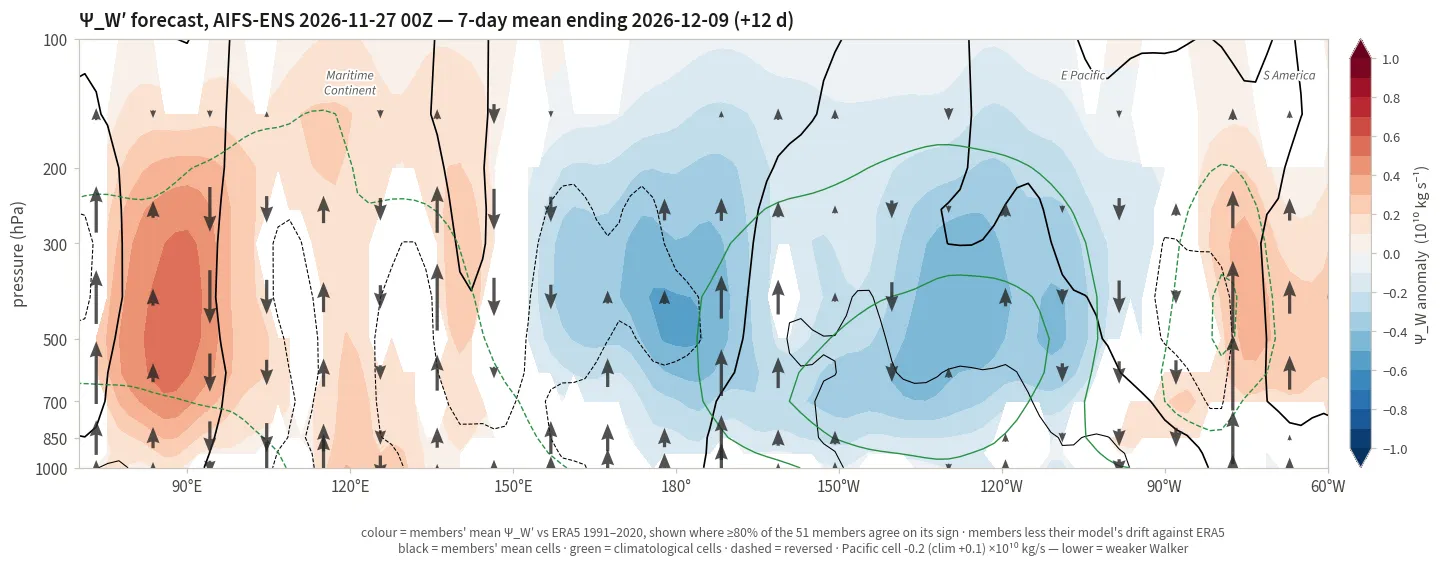 Ψ_W′ forecast, AIFS-ENS 2026-11-27 00Z — 7-day mean ending 2026-12-09 (+12 d)
100
200
300
400
500
700
850
1000
pressure (hPa)
Maritime
Continent
E Pacific
S America
90°E
120°E
150°E
180°
150°W
120°W
90°W
60°W
1.0
0.8
0.6
0.4
0.2
0.0
−0.2
−0.4
−0.6
−0.8
−1.0
Ψ_W anomaly (10¹⁰ kg s⁻¹)
colour = members' mean Ψ_W′ vs ERA5 1991–2020, shown where ≥80% of the 51 members agree on its sign · members less their model's drift against ERA5
black = members' mean cells · green = climatological cells · dashed = reversed · Pacific cell -0.2 (clim +0.1) ×10¹⁰ kg/s — lower = weaker Walker